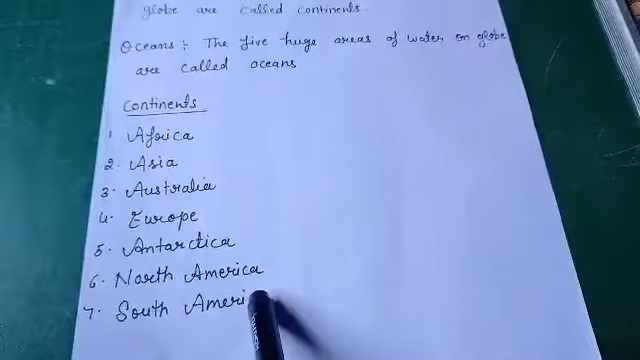 globe are called continents.
Oceans :- The five huge areas of water on globe
are called oceans
Continents
1. Africa
2. Asia
3. Australia
4. Europe
5. Antarctica
6. North America
7. South Ameri